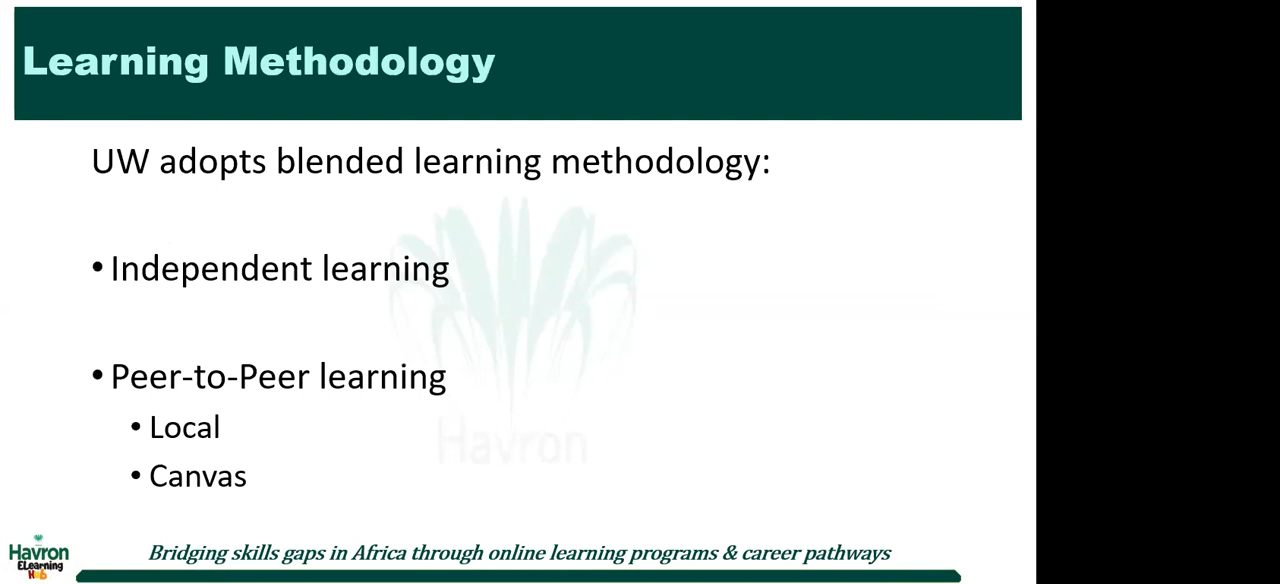 Learning Methodology
UW adopts blended learning methodology:
• Independent learning
• Peer-to-Peer learning
• Local
• Canvas
Havron
Havron
ELearning
Hub
Bridging skills gaps in Africa through online learning programs & career pathways